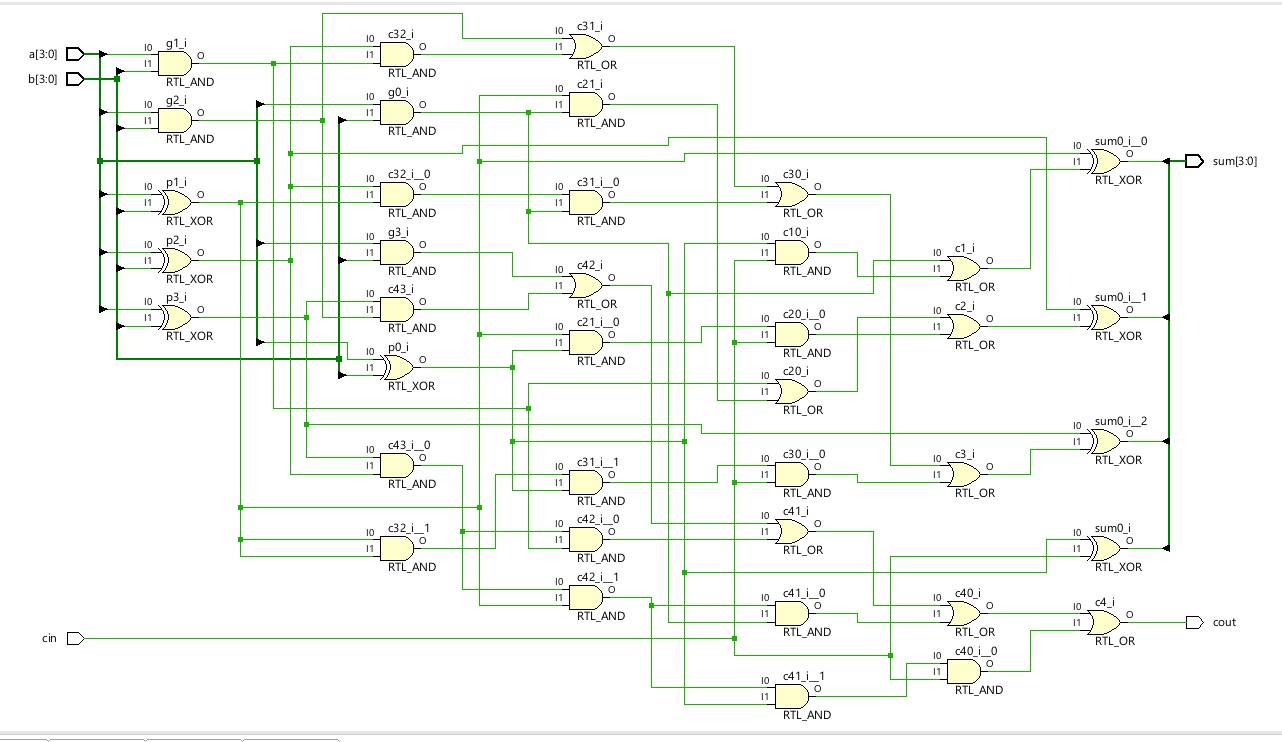 a[3:0]
b[3:0]
cin
g1_i
I0
I1
O
RTL_AND
g2_i
I0
I1
O
RTL_AND
p1_i
I0
I1
O
RTL_XOR
p2_i
I0
I1
O
RTL_XOR
p3_i
I0
I1
O
RTL_XOR
c32_i
I0
I1
O
RTL_AND
g0_i
I0
I1
O
RTL_AND
c32_i__0
I0
I1
O
RTL_AND
g3_i
I0
I1
O
RTL_AND
c43_i
I0
I1
O
RTL_AND
p0_i
I0
I1
O
RTL_XOR
c43_i__0
I0
I1
O
RTL_AND
c32_i__1
I0
I1
O
RTL_AND
c31_i
I0
I1
O
RTL_OR
c21_i
I0
I1
O
RTL_AND
c31_i__0
I0
I1
O
RTL_AND
c42_i
I0
I1
O
RTL_OR
c21_i__0
I0
I1
O
RTL_AND
c31_i__1
I0
I1
O
RTL_AND
c42_i__0
I0
I1
O
RTL_AND
c42_i__1
I0
I1
O
RTL_AND
c30_i
I0
I1
O
RTL_OR
c10_i
I0
I1
O
RTL_AND
c20_i__0
I0
I1
O
RTL_AND
c20_i
I0
I1
O
RTL_OR
c30_i__0
I0
I1
O
RTL_AND
c41_i
I0
I1
O
RTL_OR
c41_i__0
I0
I1
O
RTL_AND
c41_i__1
I0
I1
O
RTL_AND
c1_i
I0
I1
O
RTL_OR
c2_i
I0
I1
O
RTL_OR
c3_i
I0
I1
O
RTL_OR
c40_i
I0
I1
O
RTL_OR
c40_i__0
I0
I1
O
RTL_AND
sum0_i__0
I0
I1
O
RTL_XOR
sum0_i__1
I0
I1
O
RTL_XOR
sum0_i__2
I0
I1
O
RTL_XOR
sum0_i
I0
I1
O
RTL_XOR
c4_i
I0
I1
O
RTL_OR
sum[3:0]
cout